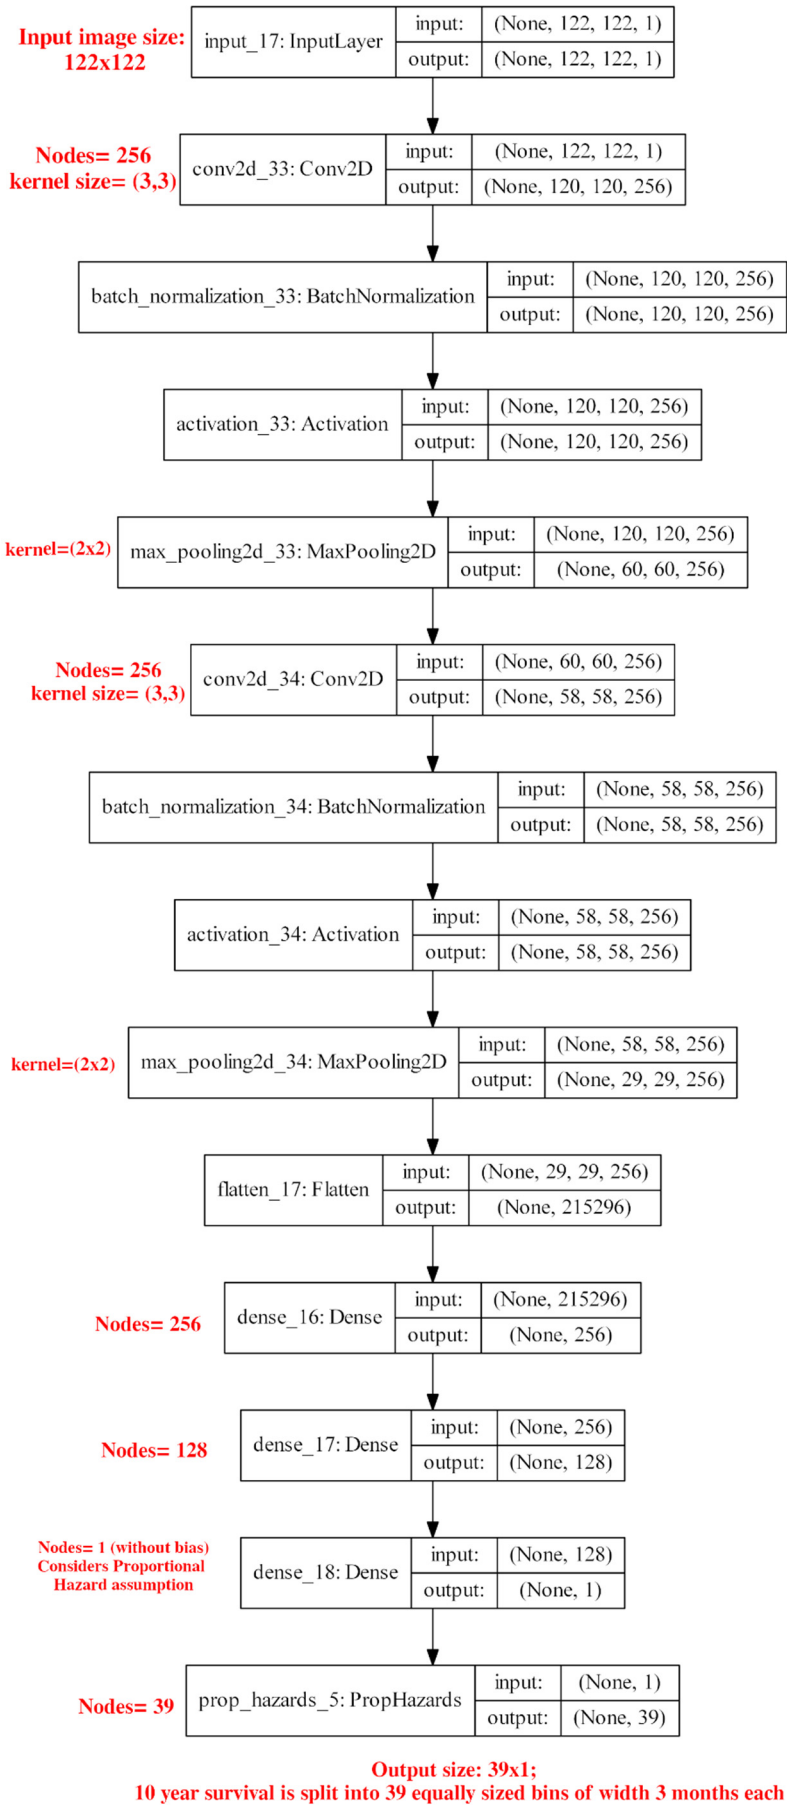 Input image size:
122x122
input_17: InputLayer
input: (None, 122, 122, 1)
output: (None, 122, 122, 1)
Nodes= 256
kernel size= (3,3)
conv2d_33: Conv2D
input: (None, 122, 122, 1)
output: (None, 120, 120, 256)
batch_normalization_33: BatchNormalization
input: (None, 120, 120, 256)
output: (None, 120, 120, 256)
activation_33: Activation
input: (None, 120, 120, 256)
output: (None, 120, 120, 256)
kernel=(2x2)
max_pooling2d_33: MaxPooling2D
input: (None, 120, 120, 256)
output: (None, 60, 60, 256)
Nodes= 256
kernel size= (3,3)
conv2d_34: Conv2D
input: (None, 60, 60, 256)
output: (None, 58, 58, 256)
batch_normalization_34: BatchNormalization
input: (None, 58, 58, 256)
output: (None, 58, 58, 256)
activation_34: Activation
input: (None, 58, 58, 256)
output: (None, 58, 58, 256)
kernel=(2x2)
max_pooling2d_34: MaxPooling2D
input: (None, 58, 58, 256)
output: (None, 29, 29, 256)
flatten_17: Flatten
input: (None, 29, 29, 256)
output: (None, 215296)
Nodes= 256
dense_16: Dense
input: (None, 215296)
output: (None, 256)
Nodes= 128
dense_17: Dense
input: (None, 256)
output: (None, 128)
Nodes= 1 (without bias)
Considers Proportional
Hazard assumption
dense_18: Dense
input: (None, 128)
output: (None, 1)
Nodes= 39
prop_hazards_5: PropHazards
input: (None, 1)
output: (None, 39)
Output size: 39x1;
10 year survival is split into 39 equally sized bins of width 3 months each